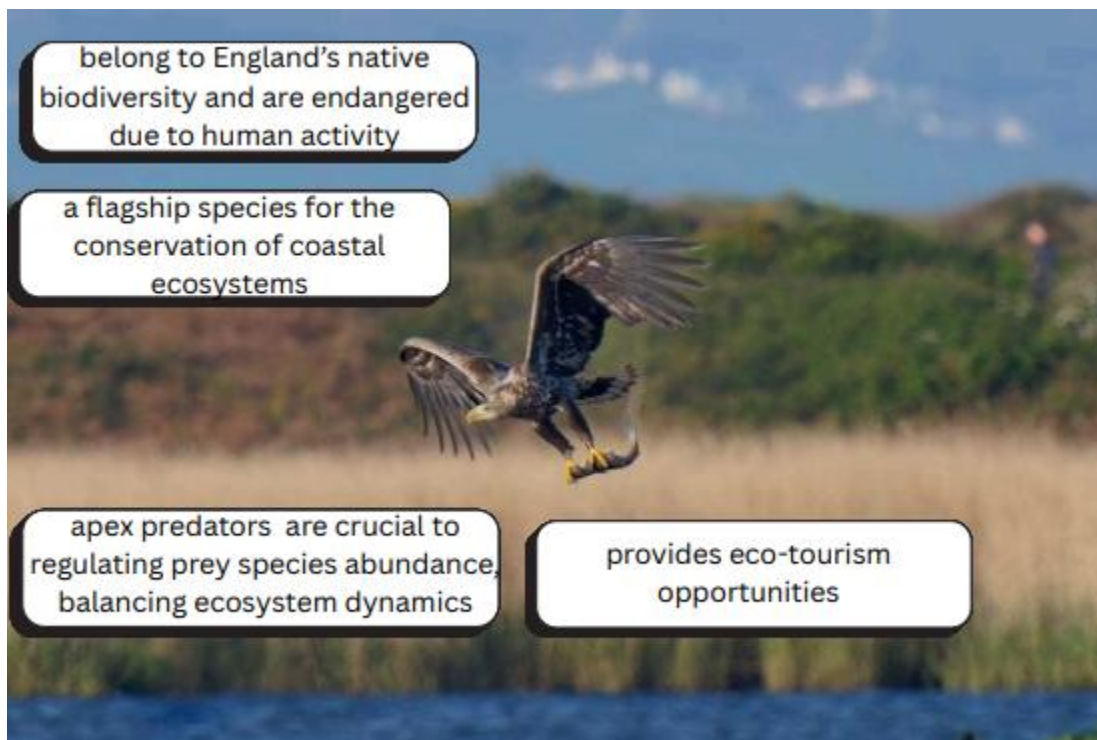 belong to England's native
biodiversity and are endangered
due to human activity
a flagship species for the
conservation of coastal
ecosystems
apex predators are crucial to
regulating prey species abundance,
balancing ecosystem dynamics
provides eco-tourism
opportunities